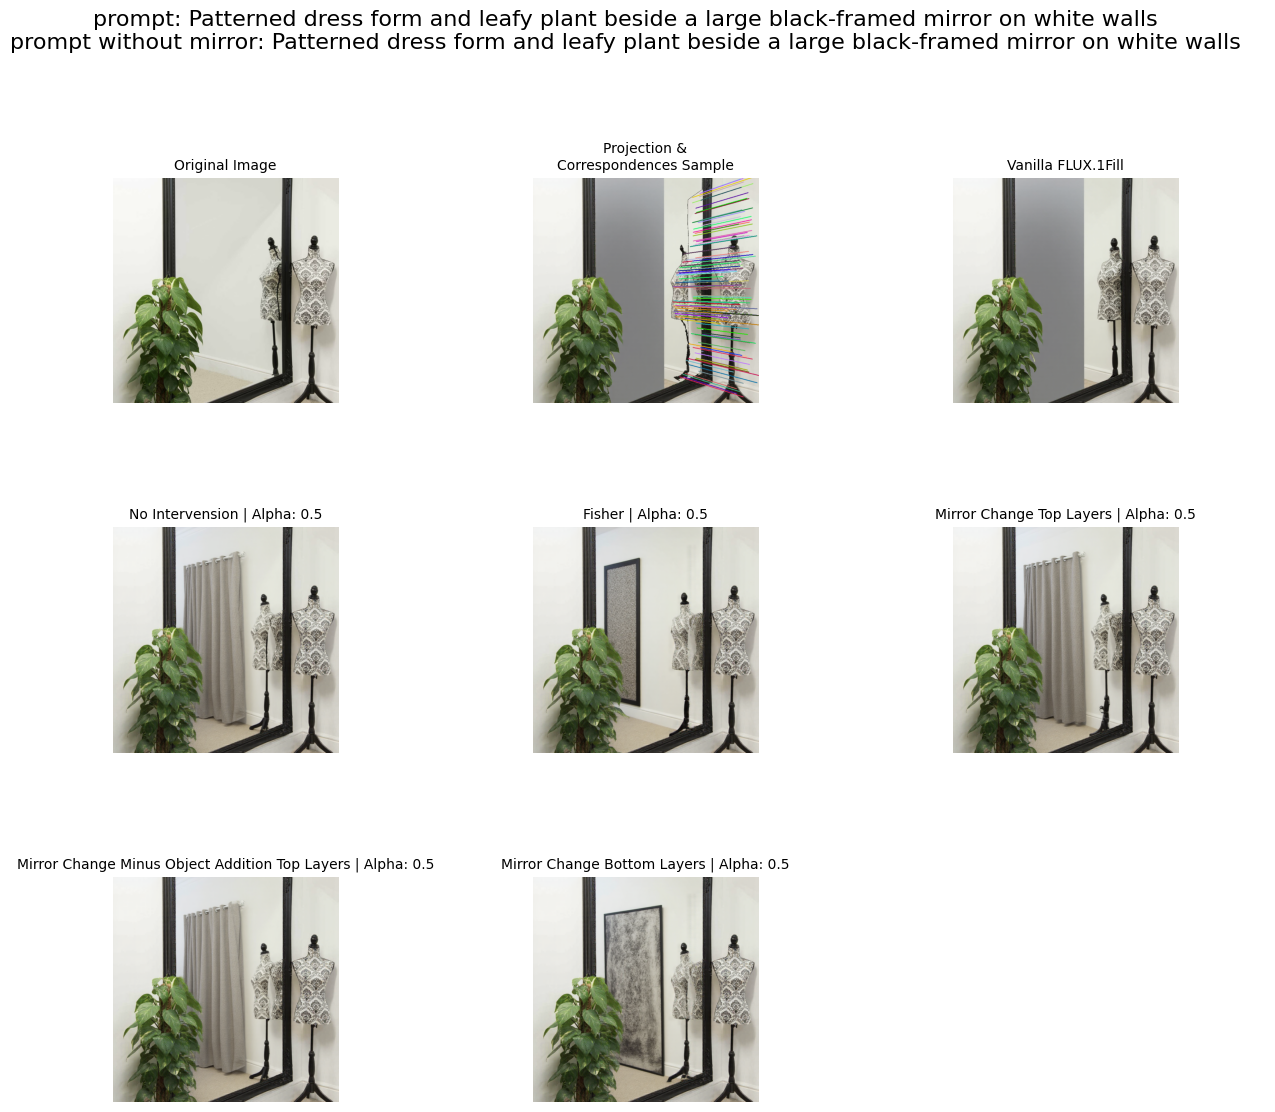 prompt: Patterned dress form and leafy plant beside a large black-framed mirror on white walls
prompt without mirror: Patterned dress form and leafy plant beside a large black-framed mirror on white walls
Original Image
Projection &
Correspondences Sample
Vanilla FLUX.1Fill
No Intervension | Alpha: 0.5
Fisher | Alpha: 0.5
Mirror Change Top Layers | Alpha: 0.5
Mirror Change Minus Object Addition Top Layers | Alpha: 0.5
Mirror Change Bottom Layers | Alpha: 0.5